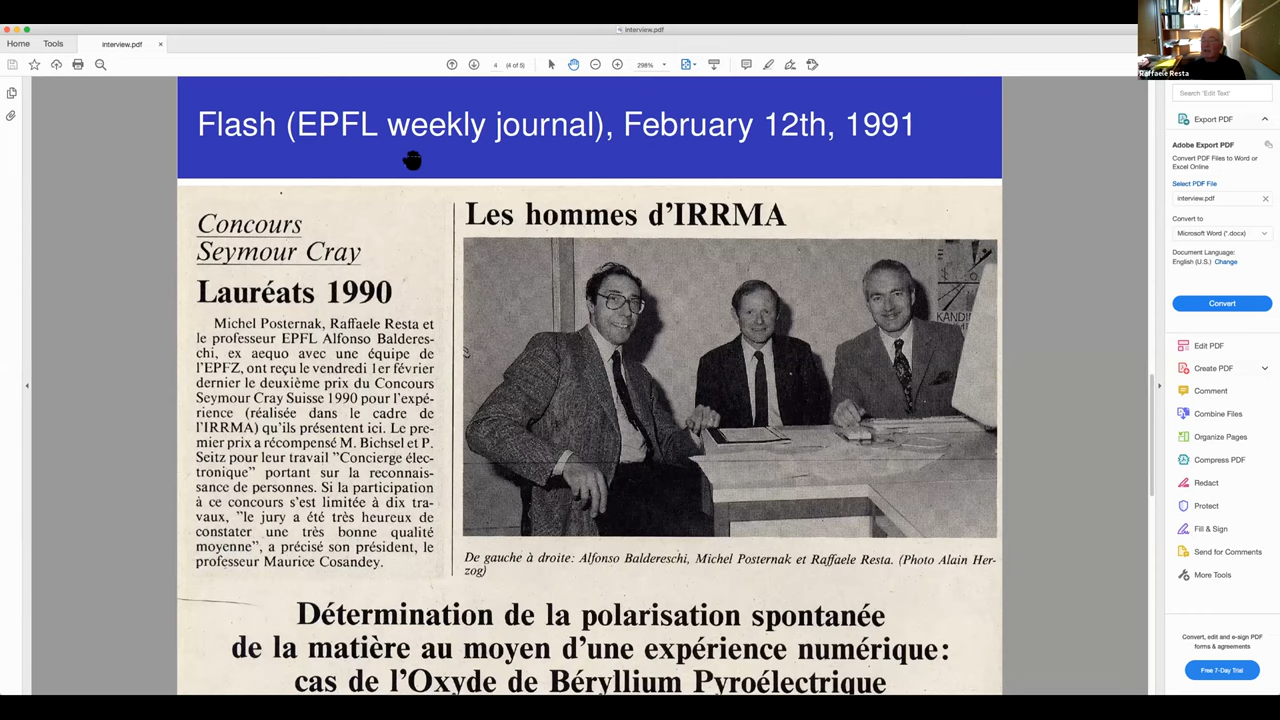 interview.pdf
Raffaele Resta
Home
Tools
interview.pdf
×
4
(4 of 5)
298%
Search 'Edit Text'
Flash (EPFL weekly journal), February 12th, 1991
Export PDF
Adobe Export PDF
Convert PDF Files to Word or
Excel Online
Select PDF File
interview.pdf
Convert to
Microsoft Word (*.docx)
Document Language:
English (U.S.) Change
Convert
Edit PDF
Create PDF
Comment
Combine Files
Organize Pages
Compress PDF
Redact
Protect
Fill & Sign
Send for Comments
More Tools
Convert, edit and e-sign PDF
forms & agreements
Free 7-Day Trial
Concours
Seymour Cray
Lauréats 1990
Michel Posternak, Raffaele Resta et
le professeur EPFL Alfonso Balderes-
chi, ex aequo avec une équipe de
l'EPFZ, ont reçu le vendredi 1er février
dernier le deuxième prix du Concours
Seymour Cray Suisse 1990 pour l'expé-
rience (réalisée dans le cadre de
l'IRRMA) qu'ils présentent ici. Le pre-
mier prix a récompensé M. Bichsel et P.
Seitz pour leur travail "Concierge élec-
tronique" portant sur la reconnais-
sance de personnes. Si la participation
à ce concours s'est limitée à dix tra-
vaux, "le jury a été très heureux de
constater une très bonne qualité
moyenne", a précisé son président, le
professeur Maurice Cosandey.
Les hommes d'IRRMA
KANDI
De gauche à droite: Alfonso Baldereschi, Michel Posternak et Raffaele Resta. (Photo Alain Her-
zog)
Détermination de la polarisation spontanée
de la matière au moyen d'une expérience numérique:
cas de l'Oxyde de Béryllium Pyroélectrique